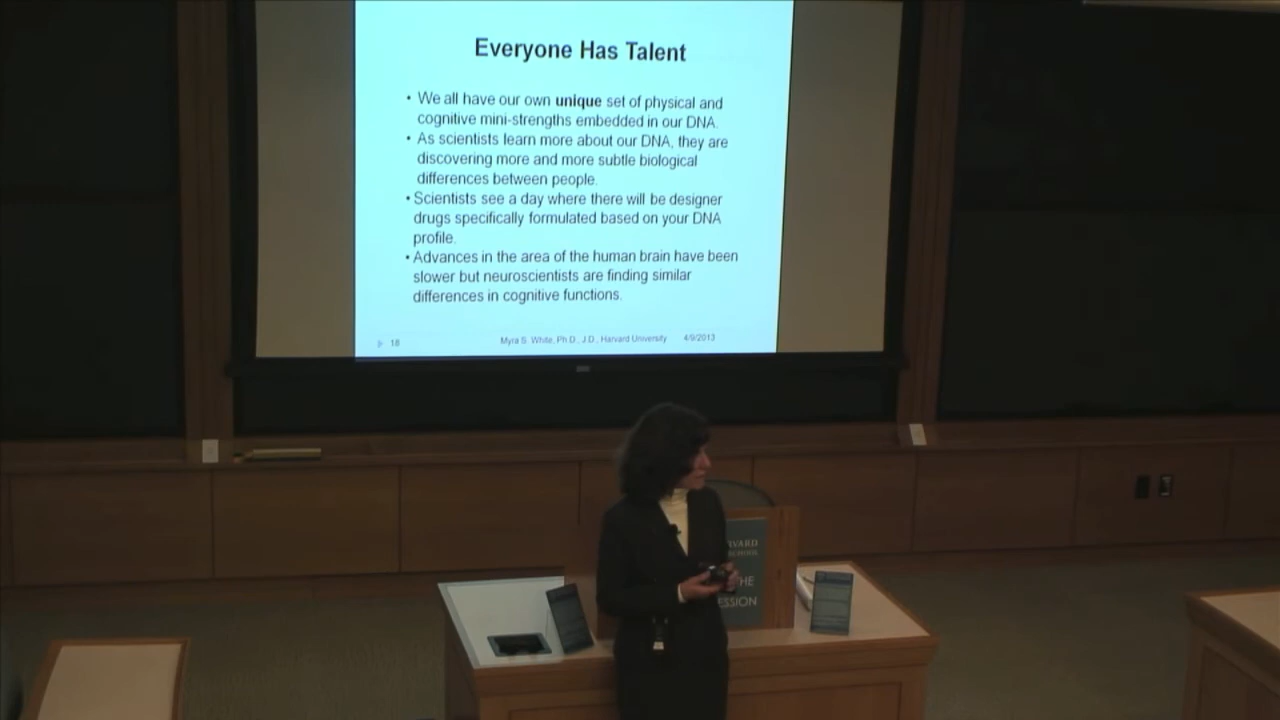 Everyone Has Talent
• We all have our own unique set of physical and
cognitive mini-strengths embedded in our DNA.
• As scientists learn more about our DNA, they are
discovering more and more subtle biological
differences between people.
• Scientists see a day where there will be designer
drugs specifically formulated based on your DNA
profile.
• Advances in the area of the human brain have been
slower but neuroscientists are finding similar
differences in cognitive functions.
18 Myra S. White, Ph.D., J.D., Harvard University 4/9/2013
VARD
SCHOOL
HE
ESSION